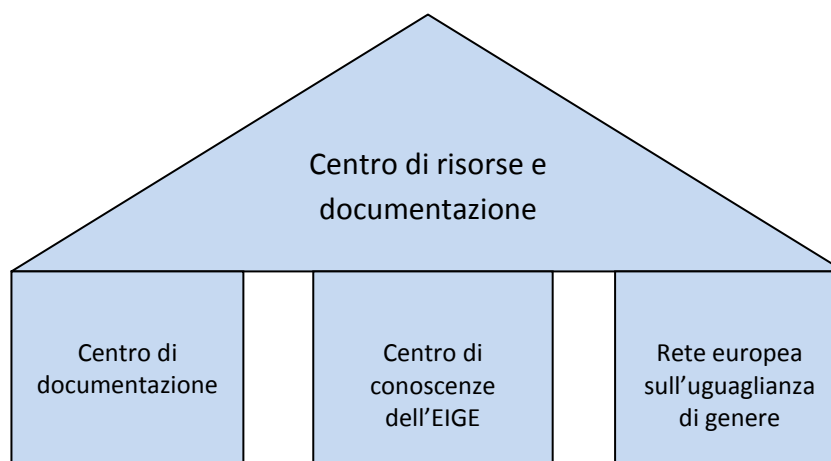 Centro di risorse e
documentazione
Centro di
documentazione
Centro di
conoscenze
dell’EIGE
Rete europea
sull’uguaglianza
di genere